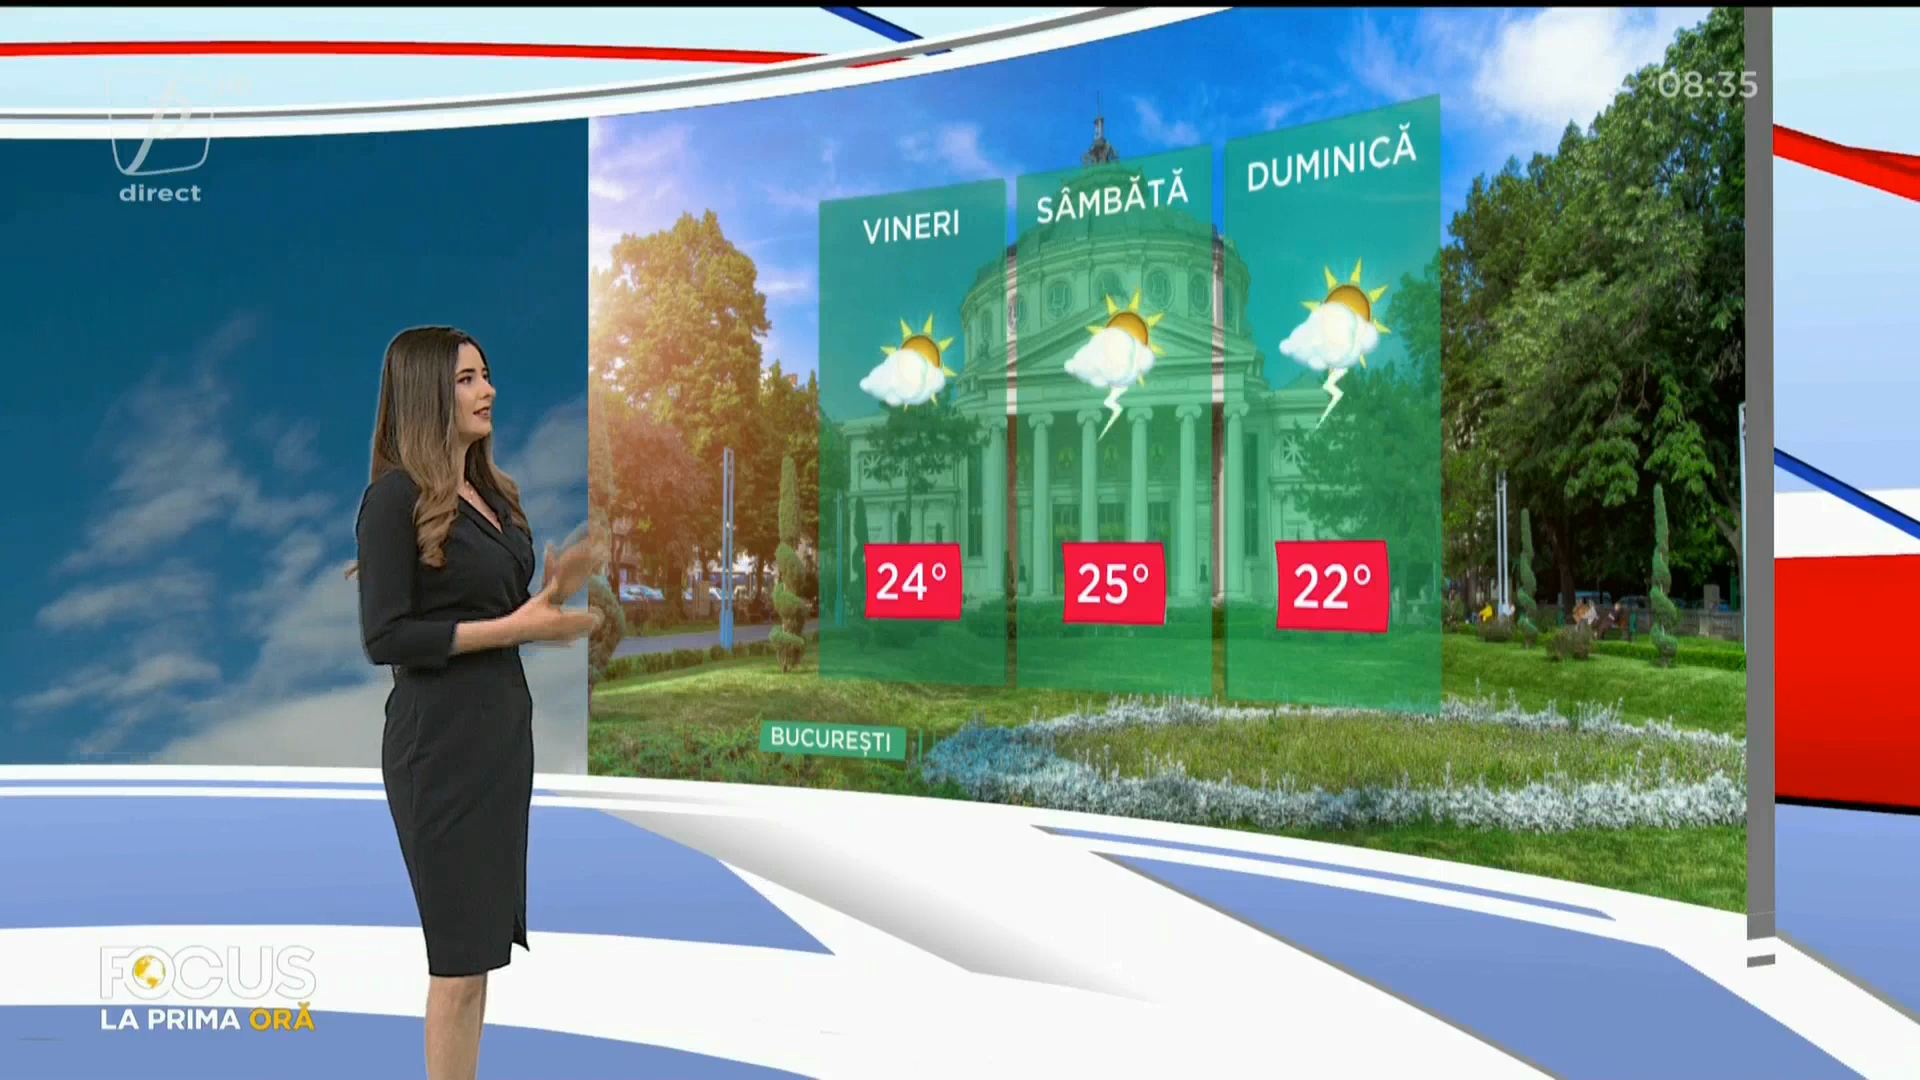 direct
08:35
VINERI
SÂMBĂTĂ
DUMINICĂ
24°
25°
22°
BUCUREȘTI
FOCUS
LA PRIMA ORĂ